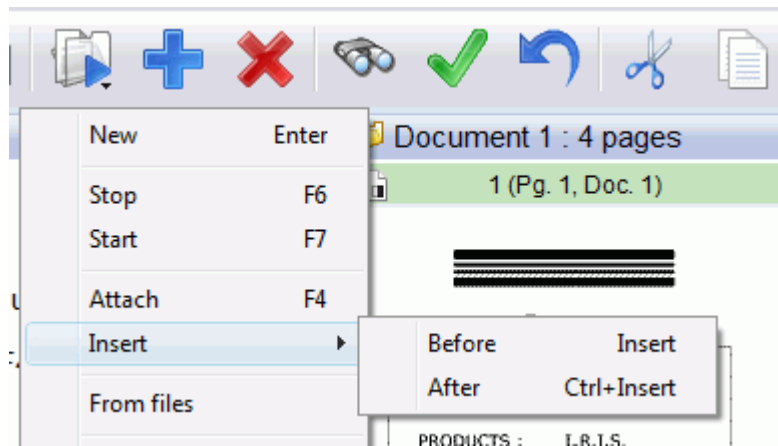 New Enter
Document 1 : 4 pages
Stop F6
1 (Pg. 1, Doc. 1)
Start F7
Attach F4
Insert
Before Insert
After Ctrl+Insert
From files
PRODUCTS : I.R.I.S.